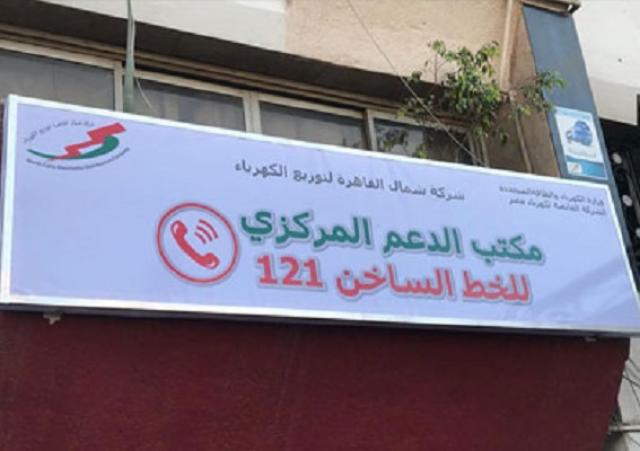 وزارة الكهرباء والطاقة المتجددة
الشركة القابضة لكهرباء مصر
شركة شمال القاهرة لتوزيع الكهرباء
مكتب الدعم المركزي
للخط الساخن 121